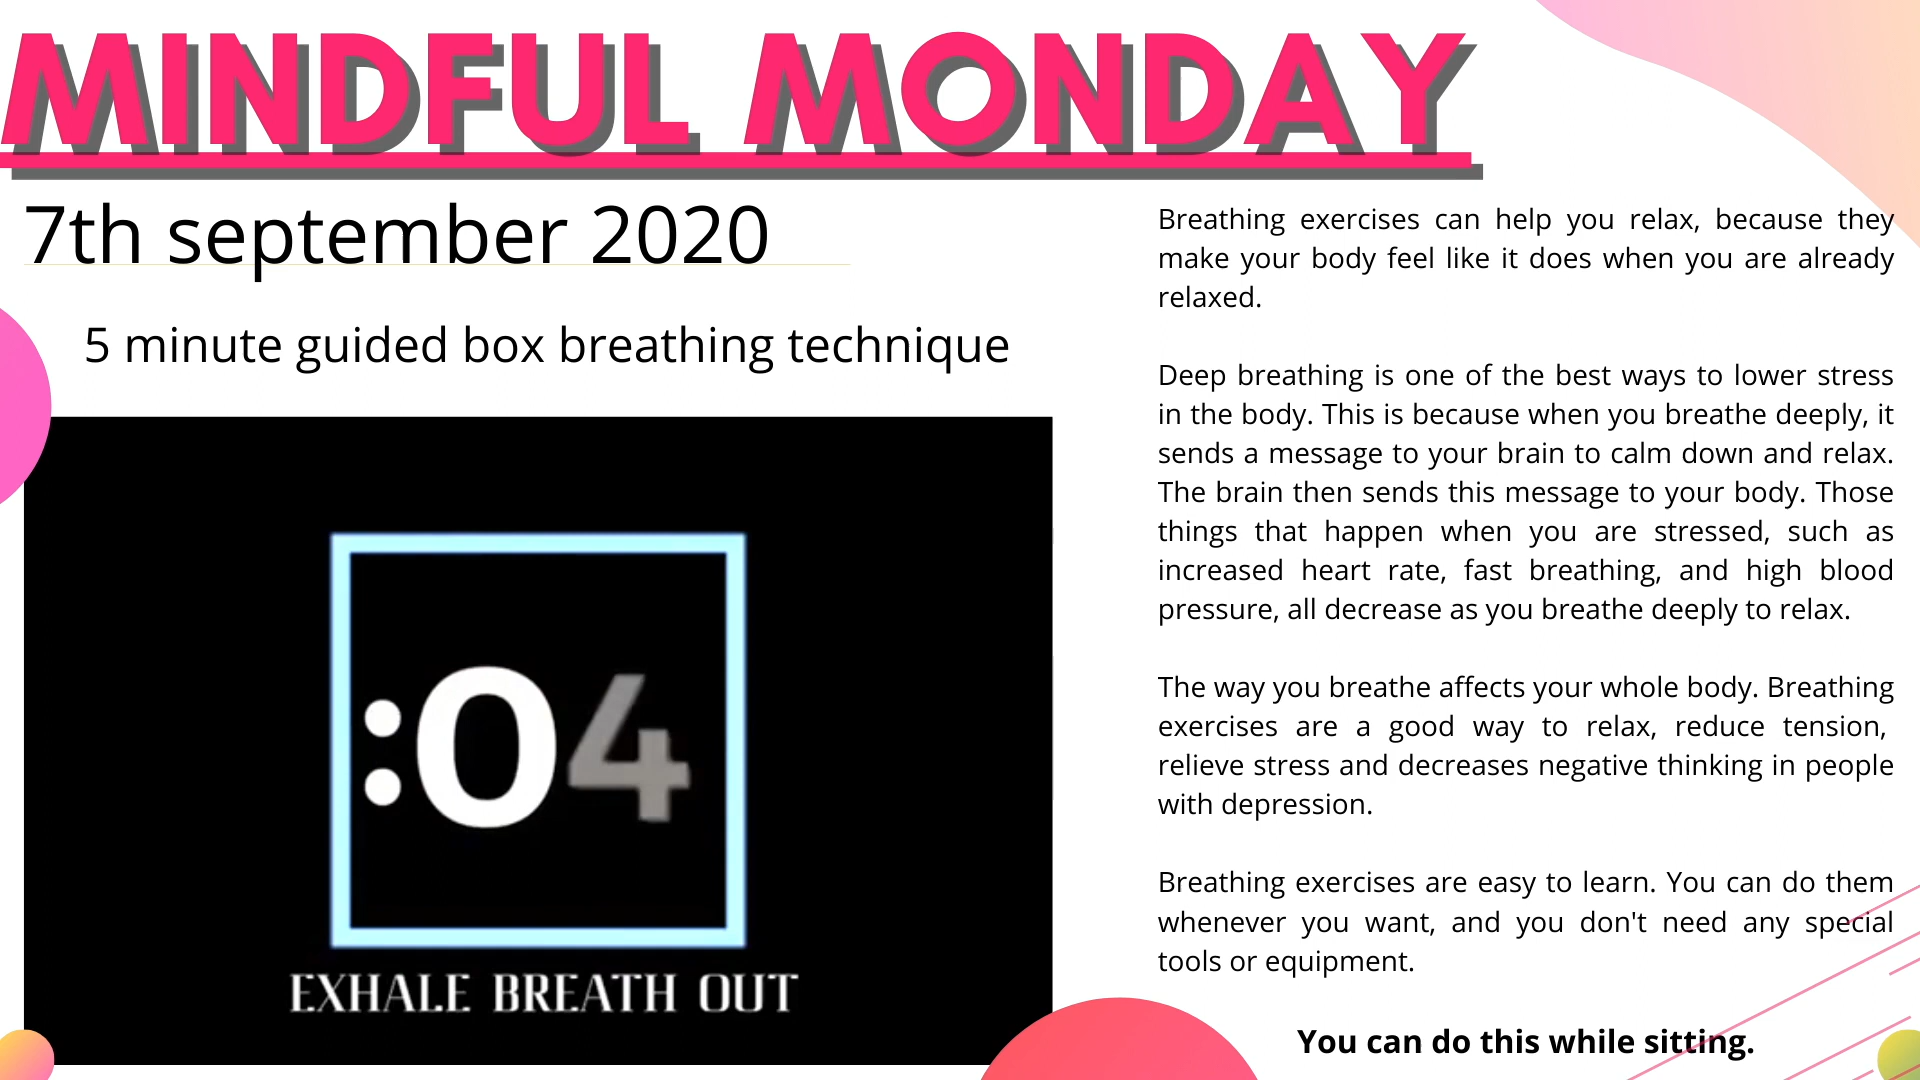 MINDFUL MONDAY
7th september 2020
5 minute guided box breathing technique
:04
EXHALE BREATH OUT
Breathing exercises can help you relax, because they
make your body feel like it does when you are already
relaxed.
Deep breathing is one of the best ways to lower stress
in the body. This is because when you breathe deeply, it
sends a message to your brain to calm down and relax.
The brain then sends this message to your body. Those
things that happen when you are stressed, such as
increased heart rate, fast breathing, and high blood
pressure, all decrease as you breathe deeply to relax.
The way you breathe affects your whole body. Breathing
exercises are a good way to relax, reduce tension,
relieve stress and decreases negative thinking in people
with depression.
Breathing exercises are easy to learn. You can do them
whenever you want, and you don't need any special
tools or equipment.
You can do this while sitting.